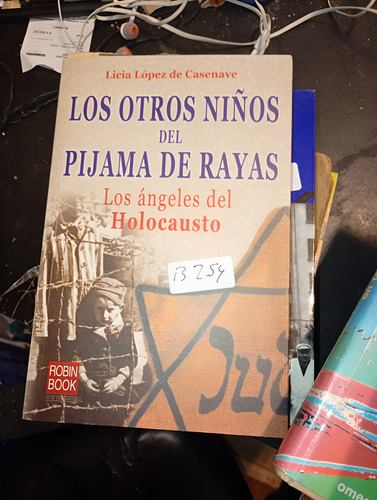 Licia López de Casenave
LOS OTROS NIÑOS
DEL
PIJAMA DE RAYAS
Los ángeles del
Holocausto
B 254
Jud
ROBIN
BOOK
ome